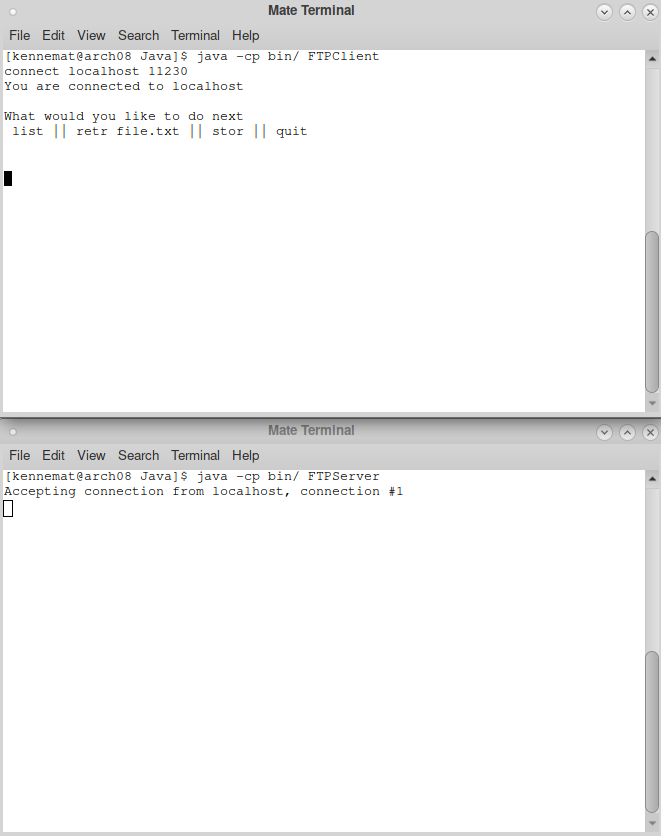 Mate Terminal
File Edit View Search Terminal Help
[kennemat@arch08 Java]$ java -cp bin/ FTPClient
connect localhost 11230
You are connected to localhost
What would you like to do next
list || retr file.txt || stor || quit
Mate Terminal
File Edit View Search Terminal Help
[kennemat@arch08 Java]$ java -cp bin/ FTPServer
Accepting connection from localhost, connection #1